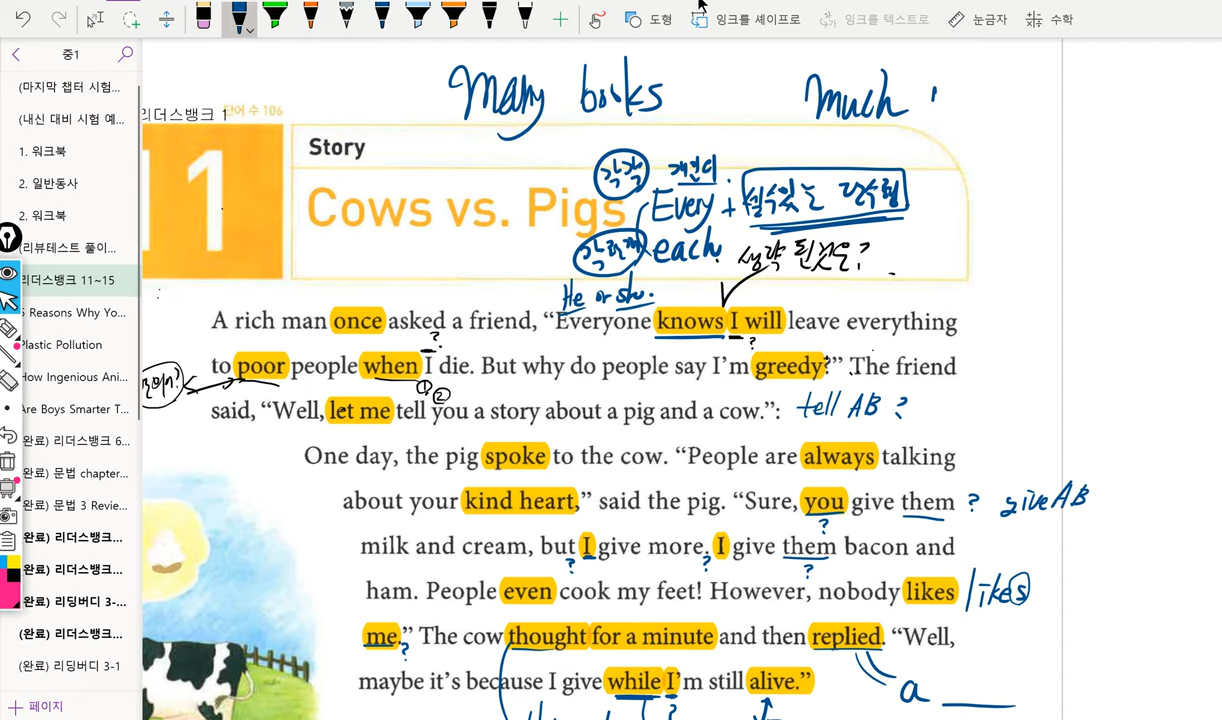 도형
잉크를 셰이프로
잉크를 텍스트로
눈금자
수학
중1
(마지막 챕터 시험...
(내신 대비 시험 예...
1. 워크북
2. 일반동사
2. 워크북
(리뷰테스트 풀이...
리더스뱅크 11~15
Reasons Why Yo...
Plastic Pollution
How Ingenious Ani...
Are Boys Smarter T...
완료) 리더스뱅크 6...
완료) 문법 chapter...
완료) 문법 3 Revie...
완료) 리더스뱅크...
완료) 리더스뱅크...
완료) 리딩버디 3-...
(완료) 리더스뱅크...
(완료) 리딩버디 3-1
페이지
Many books
Much
리더스뱅크 1
단어 수 106
11
Story
Cows vs. Pigs
각각
개인이
Every + 셀수있는 단수형
each
생략 된것은?
He or she.
A rich man once asked a friend, “Everyone knows I will leave everything
?
?
to poor people when I die. But why do people say I’m greedy?” The friend
① ②
said, “Well, let me tell you a story about a pig and a cow.”:
tell AB ?
One day, the pig spoke to the cow. “People are always talking
about your kind heart,” said the pig. “Sure, you give them
? give AB
?
milk and cream, but I give more. I give them bacon and
? ? ?
ham. People even cook my feet! However, nobody likes
likes
me.” The cow thought for a minute and then replied. “Well,
?
maybe it’s because I give while I’m still alive.”
a
?